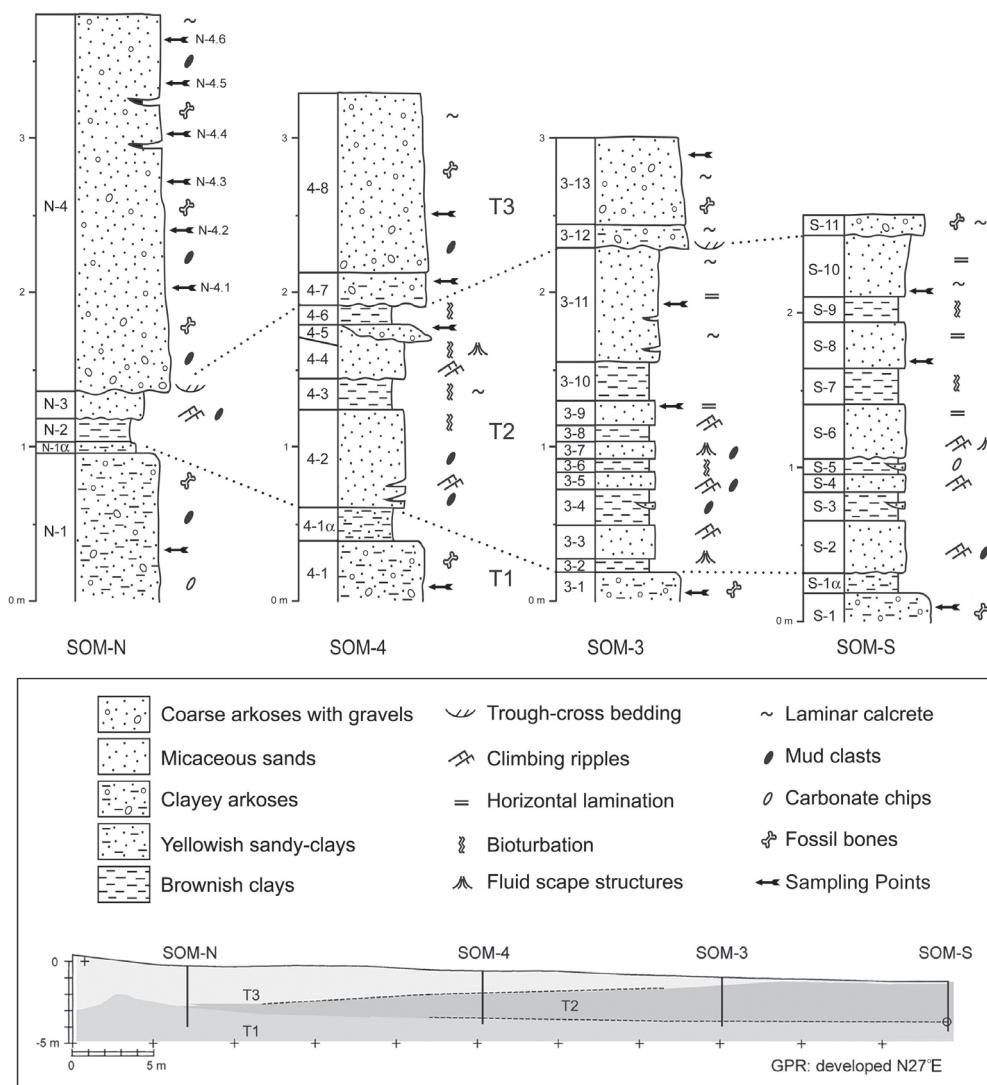 N-4.6
N-4.5
N-4.4
N-4.3
N-4.2
N-4.1
3
2
1
0 m
N-4
N-3
N-2
N-1α
N-1
SOM-N
3
2
1
0 m
4-8
4-7
4-6
4-5
4-4
4-3
4-2
4-1α
4-1
SOM-4
T3
T2
T1
3
2
1
0 m
3-13
3-12
3-11
3-10
3-9
3-8
3-7
3-6
3-5
3-4
3-3
3-2
3-1
SOM-3
2
1
0 m
S-11
S-10
S-9
S-8
S-7
S-6
S-5
S-4
S-3
S-2
S-1α
S-1
SOM-S
Coarse arkoses with gravels
Micaceous sands
Clayey arkoses
Yellowish sandy-clays
Brownish clays
Trough-cross bedding
Climbing ripples
Horizontal lamination
Bioturbation
Fluid scape structures
Laminar calcrete
Mud clasts
Carbonate chips
Fossil bones
Sampling Points
SOM-N SOM-4 SOM-3 SOM-S
0
-5 m
T3
T2
T1
0 5 m
GPR: developed N27°E